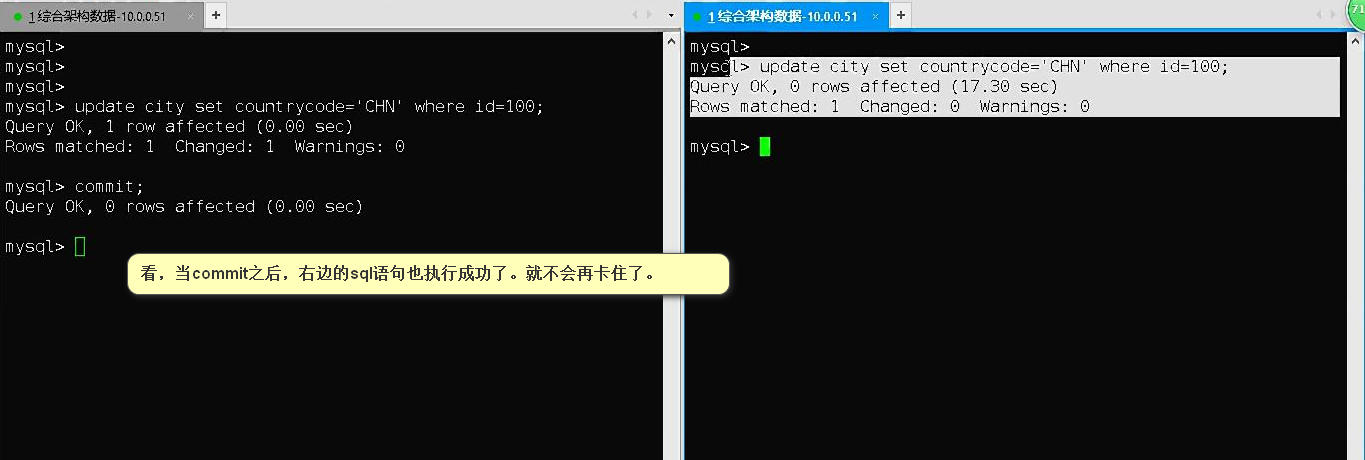 1 综合架构数据-10.0.0.51 × +
mysql>
mysql>
mysql>
mysql> update city set countrycode='CHN' where id=100;
Query OK, 1 row affected (0.00 sec)
Rows matched: 1 Changed: 1 Warnings: 0
mysql> commit;
Query OK, 0 rows affected (0.00 sec)
mysql>
看，当commit之后，右边的sql语句也执行成功了。就不会再卡住了。
1 综合架构数据-10.0.0.51 × +
71
mysql>
mysql> update city set countrycode='CHN' where id=100;
Query OK, 0 rows affected (17.30 sec)
Rows matched: 1 Changed: 0 Warnings: 0
mysql>